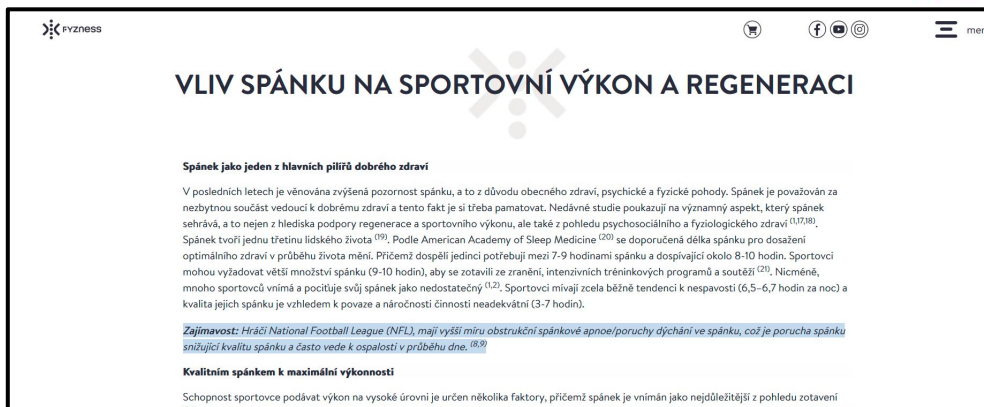 FYZNESS
men
VLIV SPÁNKU NA SPORTOVNÍ VÝKON A REGENERACI
Spánek jako jeden z hlavních pilířů dobrého zdraví
V posledních letech je věnována zvýšená pozornost spánku, a to z důvodu obecného zdraví, psychické a fyzické pohody. Spánek je považován za
nezbytnou součást vedoucí k dobrému zdraví a tento fakt je si třeba pamatovat. Nedávné studie poukazují na významný aspekt, který spánek
sehrává, a to nejen z hlediska podpory regenerace a sportovního výkonu, ale také z pohledu psychosociálního a fyziologického zdraví (1,17,18).
Spánek tvoří jednu třetinu lidského života (19). Podle American Academy of Sleep Medicine (20) se doporučená délka spánku pro dosažení
optimálního zdraví v průběhu života mění. Přičemž dospělí jedinci potřebují mezi 7-9 hodinami spánku a dospívající okolo 8-10 hodin. Sportovci
mohou vyžadovat větší množství spánku (9-10 hodin), aby se zotavili ze zranění, intenzivních tréninkových programů a soutěží (21). Nicméně,
mnoho sportovců vnímá a pociťuje svůj spánek jako nedostatečný (1,2). Sportovci mívají zcela běžně tendenci k nespavosti (6,5–6,7 hodin za noc) a
kvalita jejich spánku je vzhledem k povaze a náročnosti činnosti neadekvátní (3-7 hodin).
Zajímavost: Hráči National Football League (NFL), mají vyšší míru obstrukční spánkové apnoe/poruchy dýchání ve spánku, což je porucha spánku
snižující kvalitu spánku a často vede k ospalosti v průběhu dne. (8,9)
Kvalitním spánkem k maximální výkonnosti
Schopnost sportovce podávat výkon na vysoké úrovni je určen několika faktory, přičemž spánek je vnímán jako nejdůležitější z pohledu zotavení